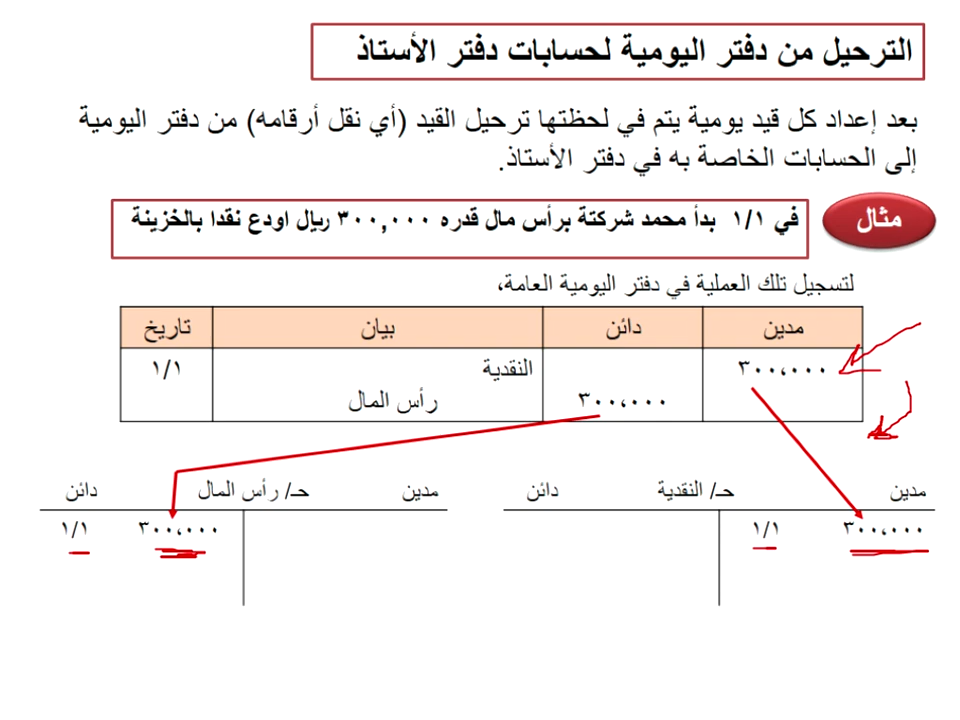 الترحيل من دفتر اليومية لحسابات دفتر الأستاذ
بعد إعداد كل قيد يومية يتم في لحظتها ترحيل القيد (أي نقل أرقامه) من دفتر اليومية
إلى الحسابات الخاصة به في دفتر الأستاذ.
مثال
في ١/١ بدأ محمد شركتة برأس مال قدره ٣٠٠,٠٠٠ ريال اودع نقدا بالخزينة
لتسجيل تلك العملية في دفتر اليومية العامة،
مدين دائن بيان تاريخ
٣٠٠،٠٠٠ النقدية ١/١
٣٠٠،٠٠٠ رأس المال
مدين حـ/ النقدية دائن
٣٠٠،٠٠٠ ١/١
مدين حـ/ رأس المال دائن
٣٠٠،٠٠٠ ١/١